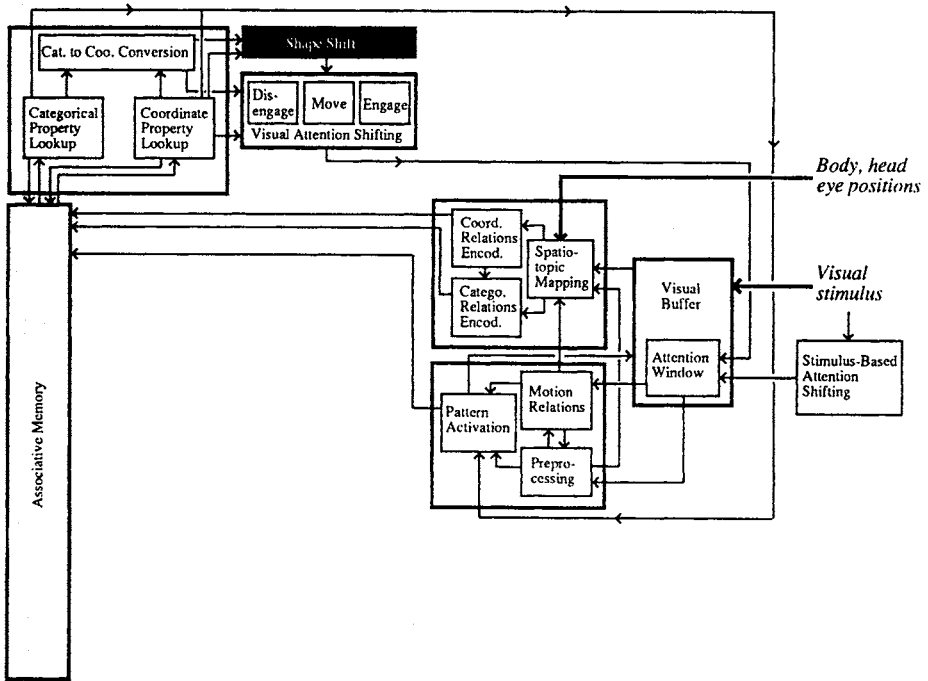 Shape Shift
Cat. to Coo. Conversion
Dis-
engage
Move
Engage
Visual Attention Shifting
Categorical
Property
Lookup
Coordinate
Property
Lookup
Body, head
eye positions
Coord.
Relations
Encod.
Spatio-
topic
Mapping
Catego.
Relations
Encod.
Visual
Buffer
Visual
stimulus
Attention
Window
Stimulus-Based
Attention
Shifting
Motion
Relations
Pattern
Activation
Prepro-
cessing
Associative Memory